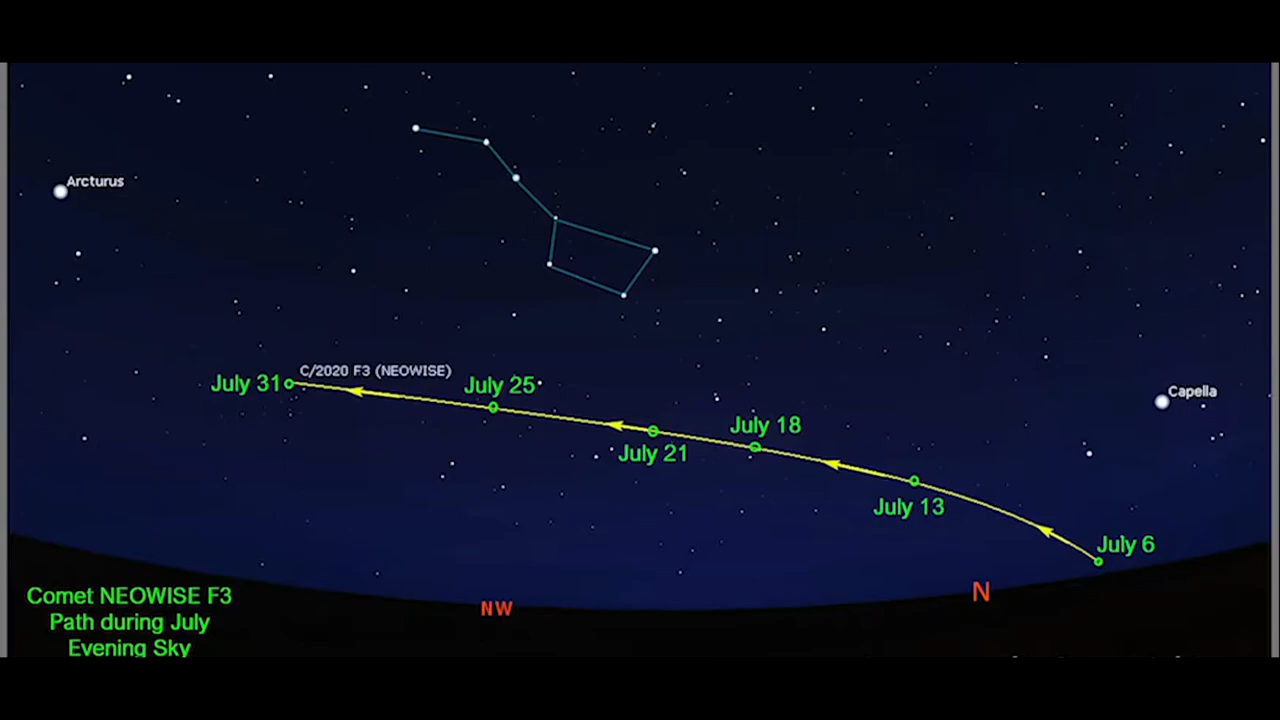 Arcturus
C/2020 F3 (NEOWISE)
July 31
July 25
Capella
July 18
July 21
July 13
July 6
Comet NEOWISE F3
Path during July
Evening Sky
NW
N